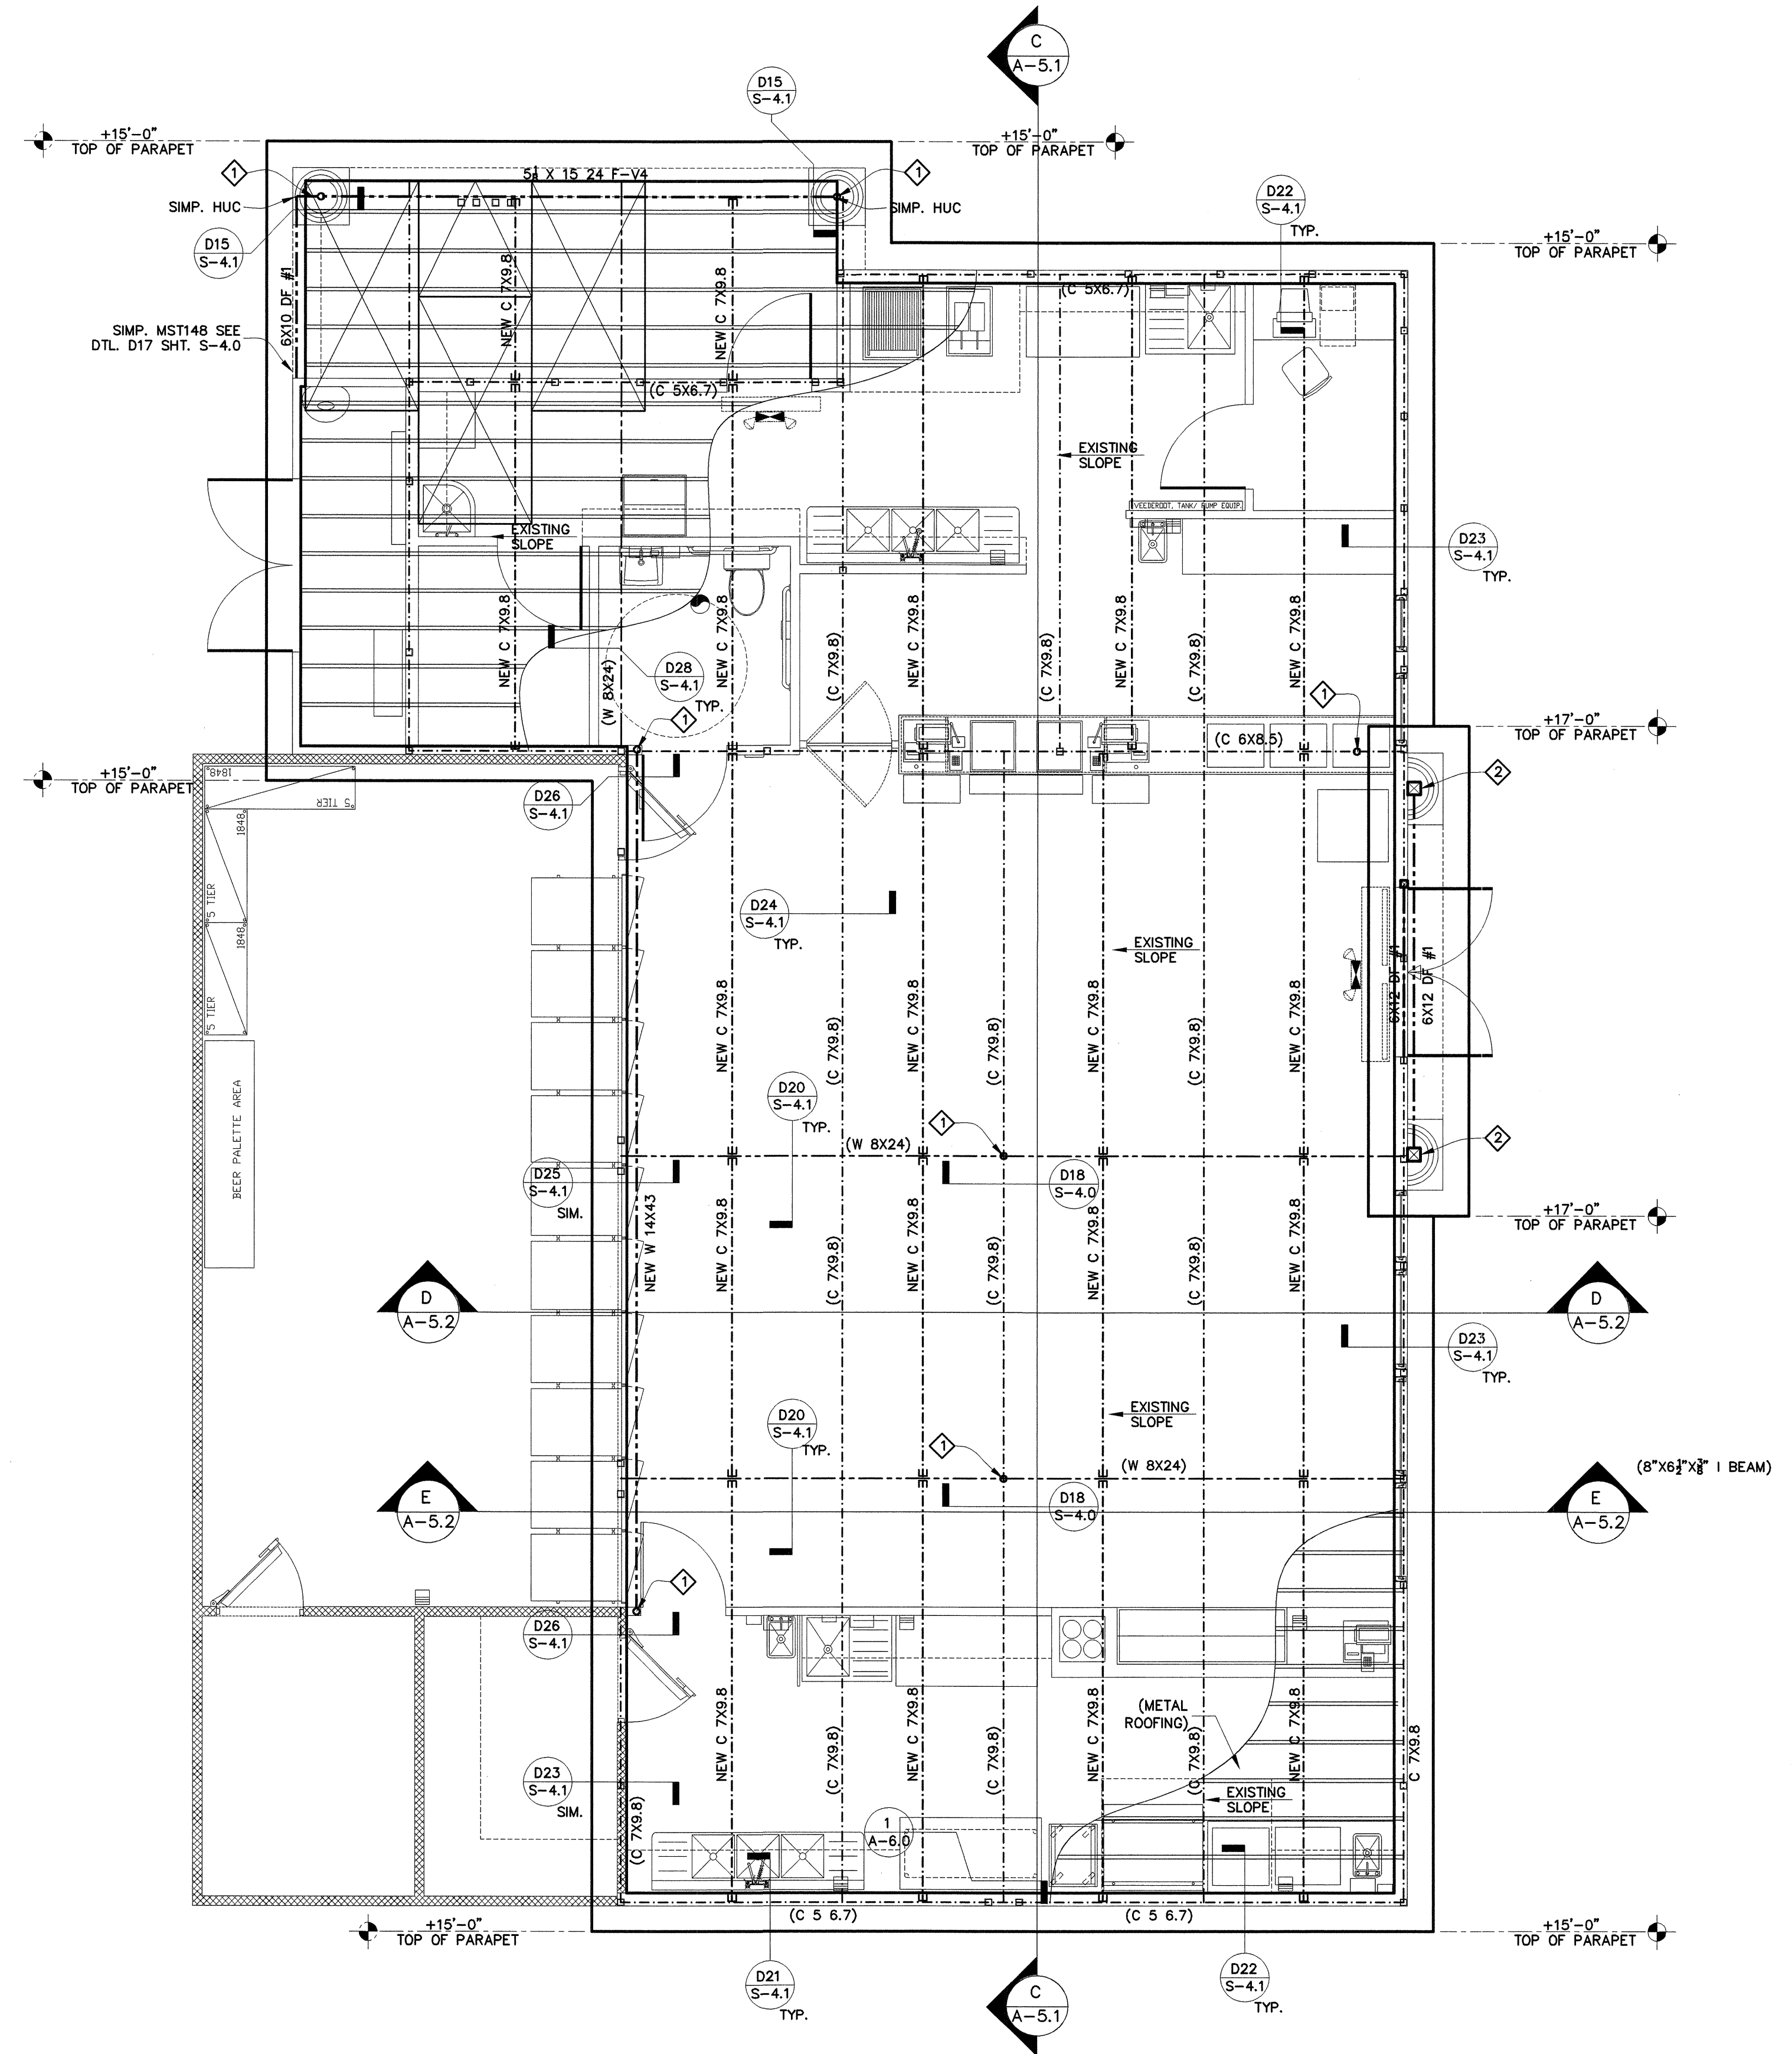 C
A-5.1
D15
S-4.1
+15'-0"
TOP OF PARAPET
+15'-0"
TOP OF PARAPET
1
5⅛ X 15 24 F-V4
1
SIMP. HUC
SIMP. HUC
D22
S-4.1
TYP.
D15
S-4.1
+15'-0"
TOP OF PARAPET
6X10 DF #1
NEW C 7X9.8
NEW C 7X9.8
(C 5X6.7)
SIMP. MST148 SEE
DTL. D17 SHT. S-4.0
(C 5X6.7)
EXISTING
SLOPE
VEEDEROOT, TANK/ PUMP EQUIP.
EXISTING
SLOPE
D23
S-4.1
TYP.
NEW C 7X9.8
(W 8X24)
NEW C 7X9.8
(C 7X9.8)
NEW C 7X9.8
(C 7X9.8)
NEW C 7X9.8
(C 7X9.8)
NEW C 7X9.8
D28
S-4.1
TYP.
1
1
+17'-0"
TOP OF PARAPET
(C 6X8.5)
+15'-0"
TOP OF PARAPET
1848
5 TIER
2
D26
S-4.1
1848
5 TIER
1848
5 TIER
D24
S-4.1
TYP.
EXISTING
SLOPE
6X12 DF #1
6X12 DF #1
NEW C 7X9.8
(C 7X9.8)
NEW C 7X9.8
(C 7X9.8)
NEW C 7X9.8
(C 7X9.8)
NEW C 7X9.8
BEER PALETTE AREA
D20
S-4.1
TYP.
1
(W 8X24)
2
D25
S-4.1
SIM.
D18
S-4.0
NEW W 14X43
NEW C 7X9.8
(C 7X9.8)
NEW C 7X9.8
(C 7X9.8)
NEW C 7X9.8
(C 7X9.8)
NEW C 7X9.8
+17'-0"
TOP OF PARAPET
D
A-5.2
D
A-5.2
D23
S-4.1
TYP.
D20
S-4.1
TYP.
EXISTING
SLOPE
1
(W 8X24)
(8"X6½"X⅜" I BEAM)
E
A-5.2
D18
S-4.0
E
A-5.2
1
D26
S-4.1
NEW C 7X9.8
(C 7X9.8)
NEW C 7X9.8
(C 7X9.8)
NEW C 7X9.8
(C 7X9.8)
NEW C 7X9.8
C 7X9.8
(METAL
ROOFING)
D23
S-4.1
SIM.
(C 7X9.8)
EXISTING
SLOPE
1
A-6.0
(C 5 6.7)
(C 5 6.7)
+15'-0"
TOP OF PARAPET
+15'-0"
TOP OF PARAPET
D21
S-4.1
TYP.
C
A-5.1
D22
S-4.1
TYP.